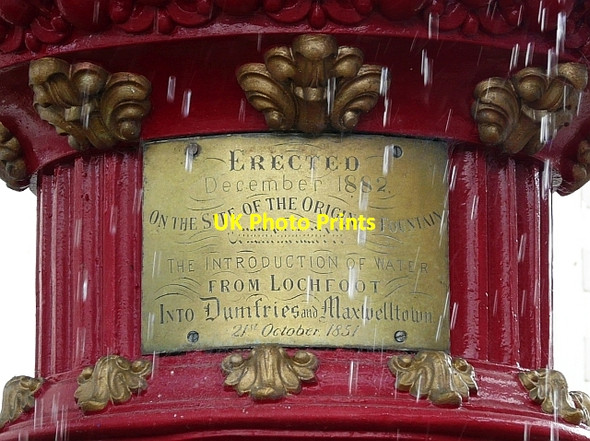 ERECTED
December 1882.
ON THE SITE OF THE ORIGINAL FOUNTAIN
UK Photo Prints
THE INTRODUCTION OF WATER
FROM LOCHFOOT
INTO Dumfries and Maxwelltown
21st October. 1851